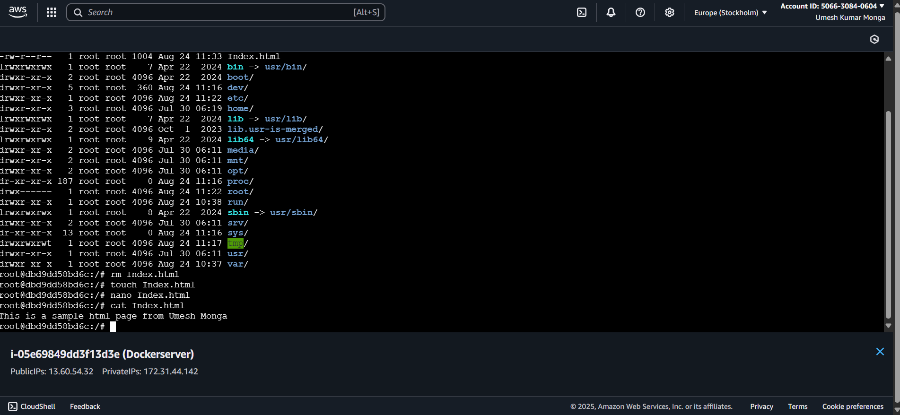 aws
Search [Alt+S]
Europe (Stockholm)
Account ID: 5066-3084-0604
Umesh Kumar Monga
-rw-r--r-- 1 root root 1004 Aug 24 11:33 Index.html
lrwxrwxrwx 1 root root 7 Apr 22 2024 bin -> usr/bin/
drwxr-xr-x 2 root root 4096 Apr 22 2024 boot/
drwxr-xr-x 5 root root 360 Aug 24 11:16 dev/
drwxr-xr-x 1 root root 4096 Aug 24 11:22 etc/
drwxr-xr-x 3 root root 4096 Jul 30 06:19 home/
lrwxrwxrwx 1 root root 7 Apr 22 2024 lib -> usr/lib/
drwxr-xr-x 2 root root 4096 Oct 1 2023 lib.usr-is-merged/
lrwxrwxrwx 1 root root 9 Apr 22 2024 lib64 -> usr/lib64/
drwxr-xr-x 2 root root 4096 Jul 30 06:11 media/
drwxr-xr-x 2 root root 4096 Jul 30 06:11 mnt/
drwxr-xr-x 2 root root 4096 Jul 30 06:11 opt/
dr-xr-xr-x 187 root root 0 Aug 24 11:16 proc/
drwx------ 1 root root 4096 Aug 24 11:22 root/
drwxr-xr-x 1 root root 4096 Aug 24 10:38 run/
lrwxrwxrwx 1 root root 8 Apr 22 2024 sbin -> usr/sbin/
drwxr-xr-x 2 root root 4096 Jul 30 06:11 srv/
dr-xr-xr-x 13 root root 0 Aug 24 11:16 sys/
drwxrwxrwt 1 root root 4096 Aug 24 11:17 tmp/
drwxr-xr-x 1 root root 4096 Jul 30 06:11 usr/
drwxr-xr-x 1 root root 4096 Aug 24 10:37 var/
root@dbd9dd58bd6c:/# rm Index.html
root@dbd9dd58bd6c:/# touch Index.html
root@dbd9dd58bd6c:/# nano Index.html
root@dbd9dd58bd6c:/# cat Index.html
This is a sample html page from Umesh Monga
root@dbd9dd58bd6c:/#
i-05e69849dd3f13d3e (Dockerserver)
PublicIPs: 13.60.54.32 PrivateIPs: 172.31.44.142
CloudShell Feedback © 2025, Amazon Web Services, Inc. or its affiliates. Privacy Terms Cookie preferences